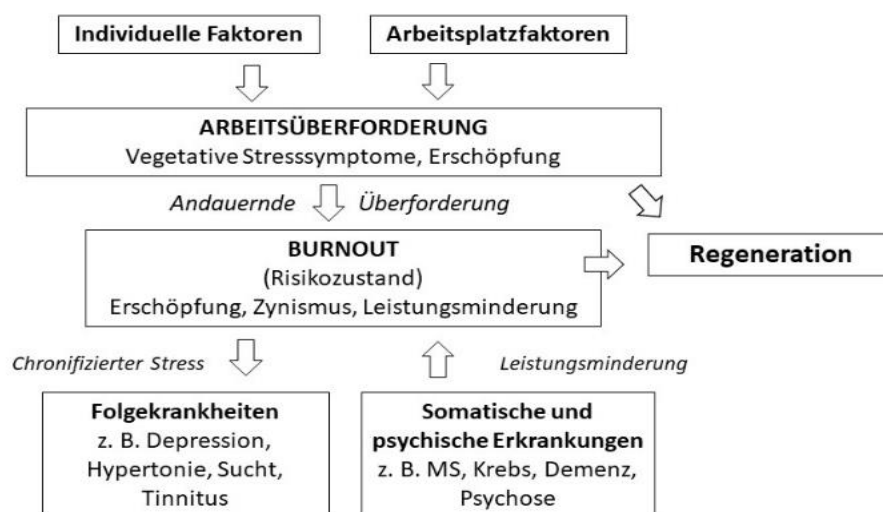 Individuelle Faktoren
Arbeitsplatzfaktoren
ARBEITSÜBERFORDERUNG
Vegetative Stresssymptome, Erschöpfung
Andauernde
Überforderung
BURNOUT
(Risikozustand)
Erschöpfung, Zynismus, Leistungsminderung
Regeneration
Chronifizierter Stress
Leistungsminderung
Folgekrankheiten
z. B. Depression,
Hypertonie, Sucht,
Tinnitus
Somatische und
psychische Erkrankungen
z. B. MS, Krebs, Demenz,
Psychose